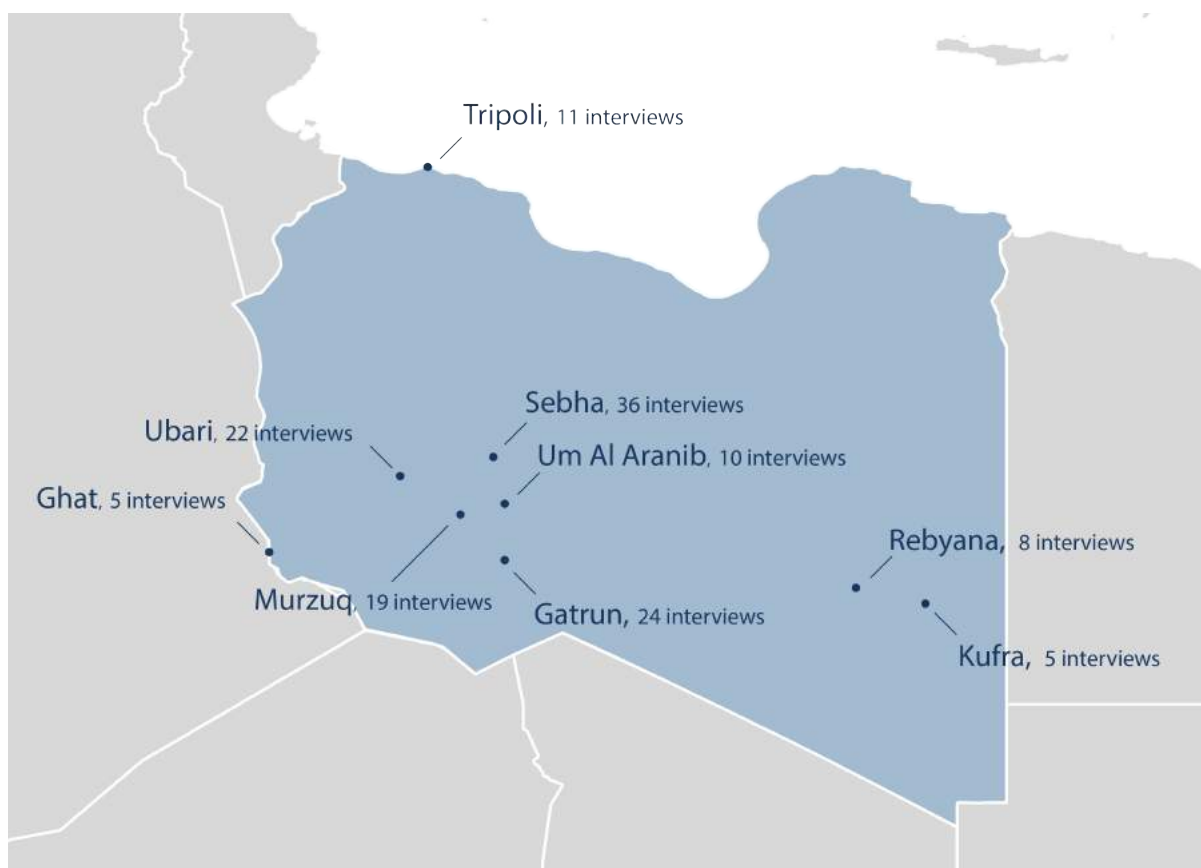 Tripoli, 11 interviews
Sebha, 36 interviews
Ubari, 22 interviews
Um Al Aranib, 10 interviews
Ghat, 5 interviews
Rebyana, 8 interviews
Murzuq, 19 interviews
Gatrun, 24 interviews
Kufra, 5 interviews